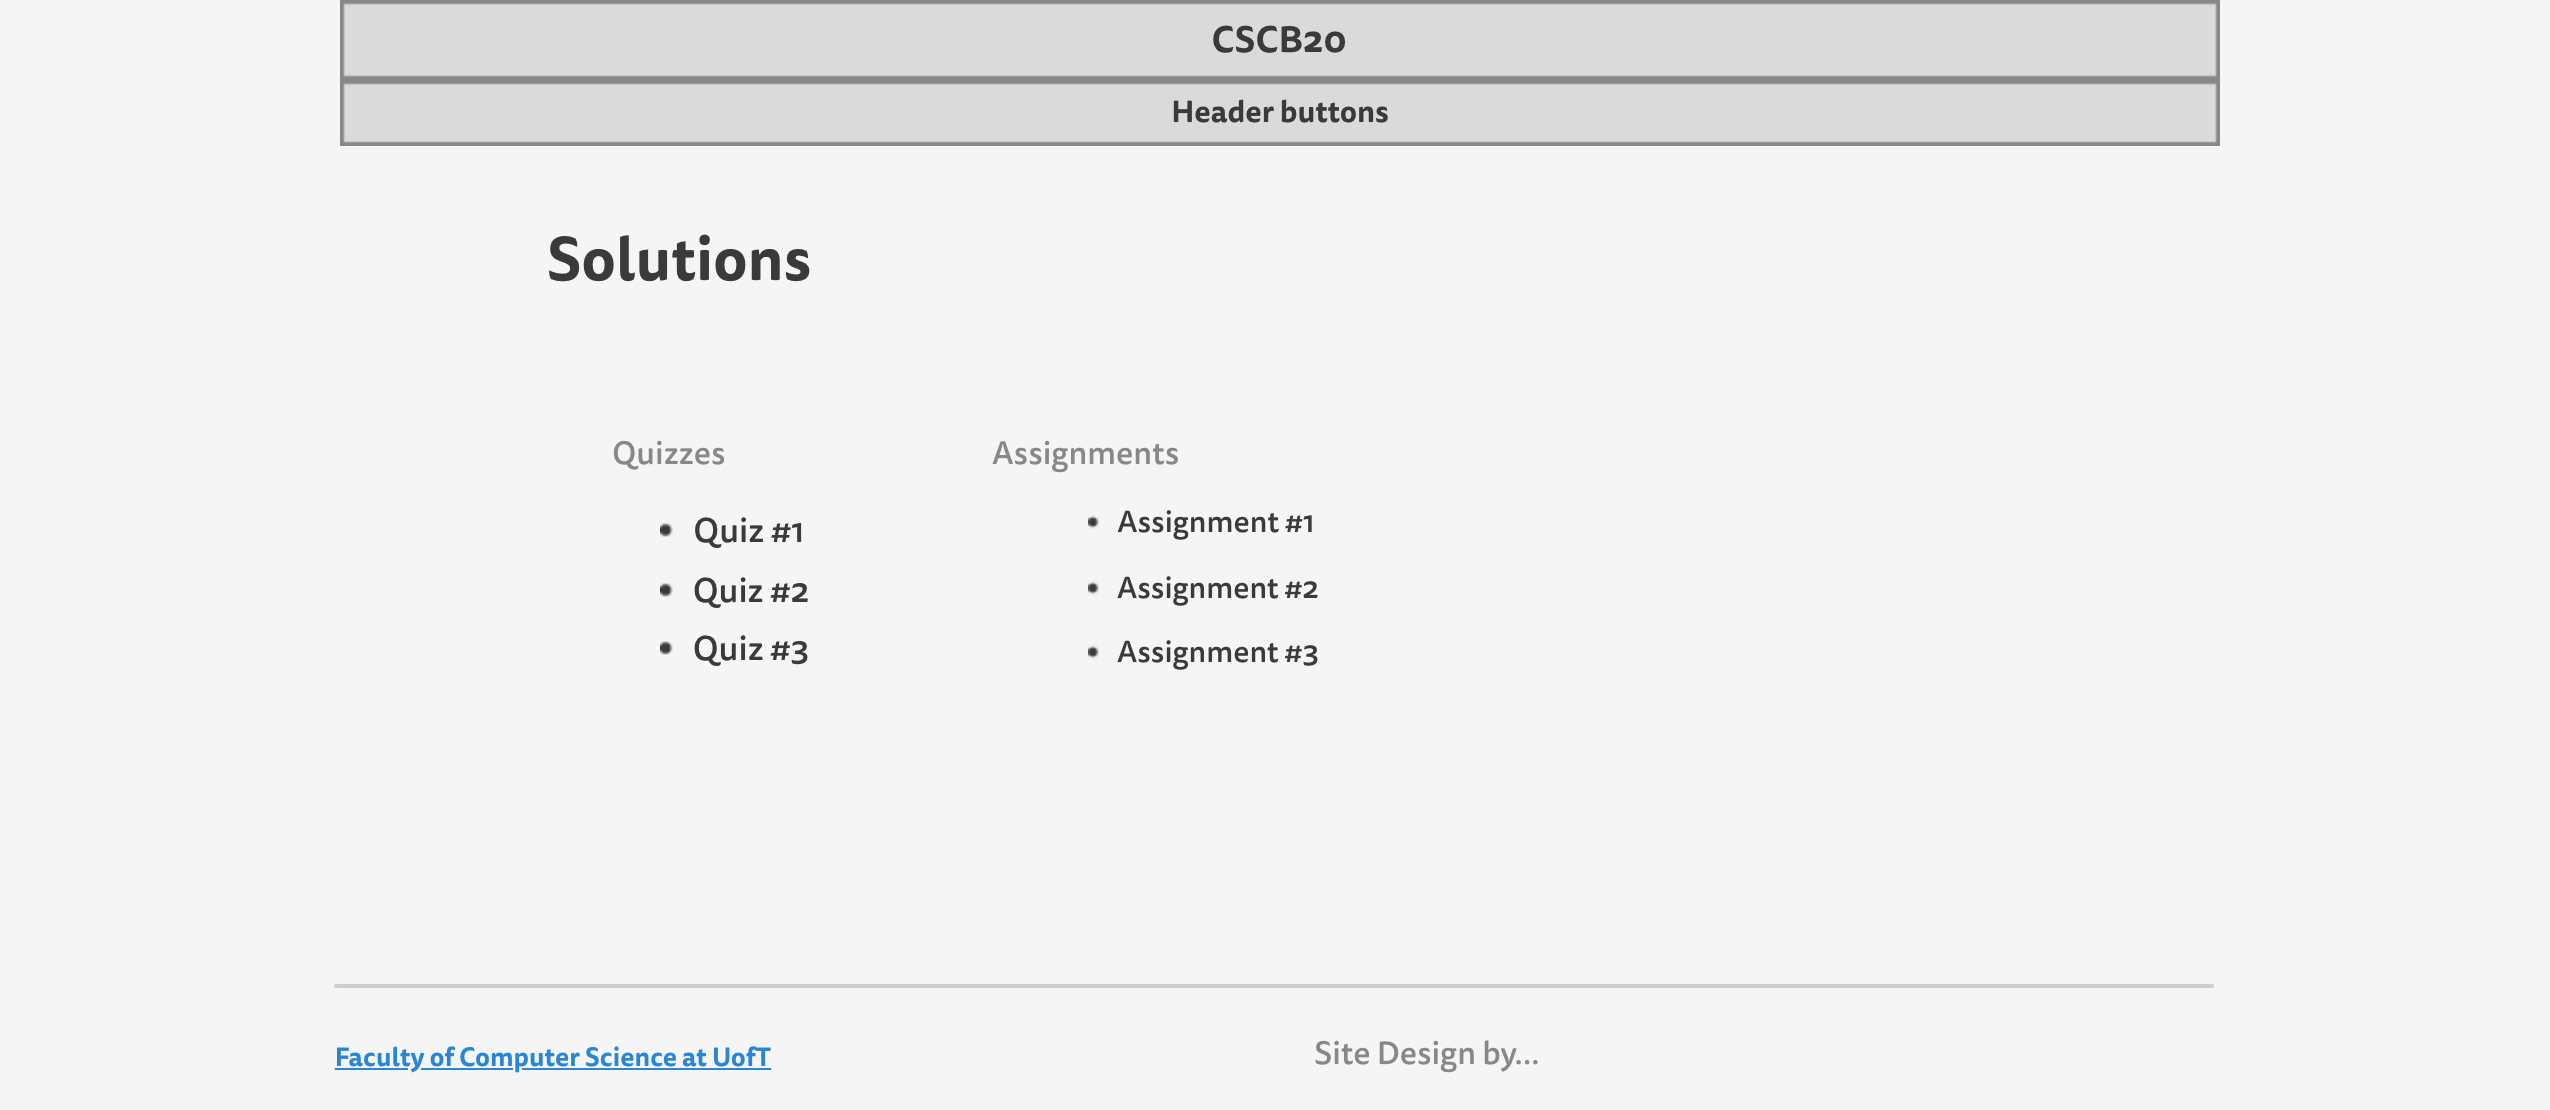 CSCB20
Header buttons
Solutions
Quizzes
Quiz #1
Quiz #2
Quiz #3
Assignments
Assignment #1
Assignment #2
Assignment #3
Faculty of Computer Science at UofT
Site Design by...